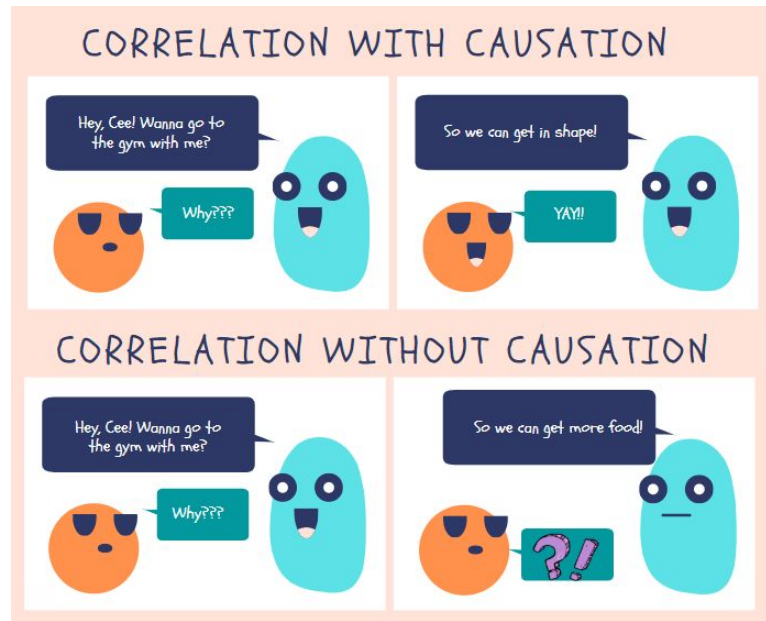 CORRELATION WITH CAUSATION
Hey, Cee! Wanna go to
the gym with me?
Why???
So we can get in shape!
YAY!!
CORRELATION WITHOUT CAUSATION
Hey, Cee! Wanna go to
the gym with me?
Why???
So we can get more food!
?!